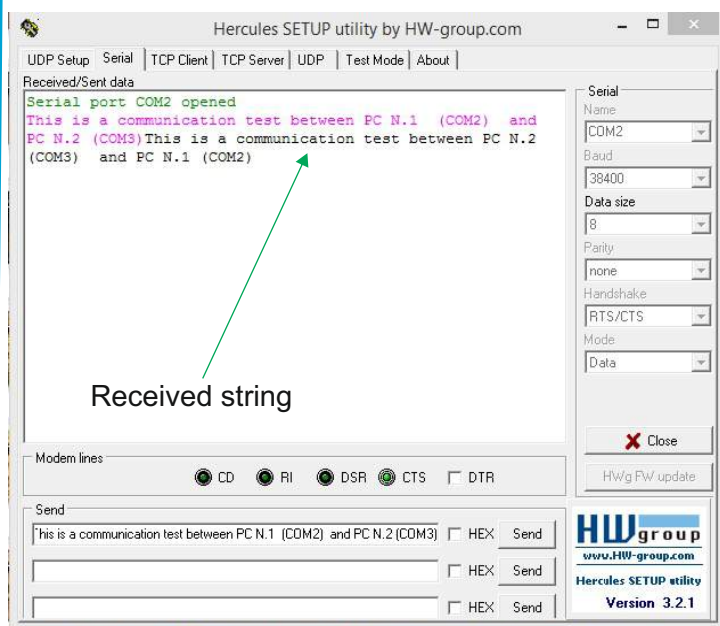 Hercules SETUP utility by HW-group.com
UDP Setup Serial TCP Client TCP Server UDP Test Mode About
Received/Sent data
Serial port COM2 opened
This is a communication test between PC N.1 (COM2) and
PC N.2 (COM3)This is a communication test between PC N.2
(COM3) and PC N.1 (COM2)
Received string
Serial
Name
COM2
Baud
38400
Data size
8
Parity
none
Handshake
RTS/CTS
Mode
Data
Close
HWg FW update
Modem lines
CD RI DSR CTS DTR
Send
his is a communication test between PC N.1 (COM2) and PC N.2 (COM3) HEX Send
HEX Send
HEX Send
HW group
www.HW-group.com
Hercules SETUP utility
Version 3.2.1